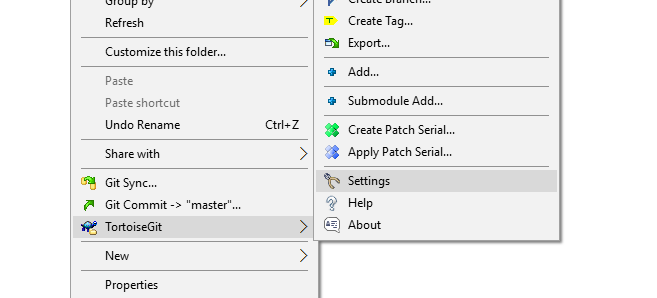 Group by
Refresh
Customize this folder...
Paste
Paste shortcut
Undo Rename Ctrl+Z
Share with
Git Sync...
Git Commit -> "master"...
TortoiseGit
New
Properties
Create Branch...
Create Tag...
Export...
Add...
Submodule Add...
Create Patch Serial...
Apply Patch Serial...
Settings
Help
About